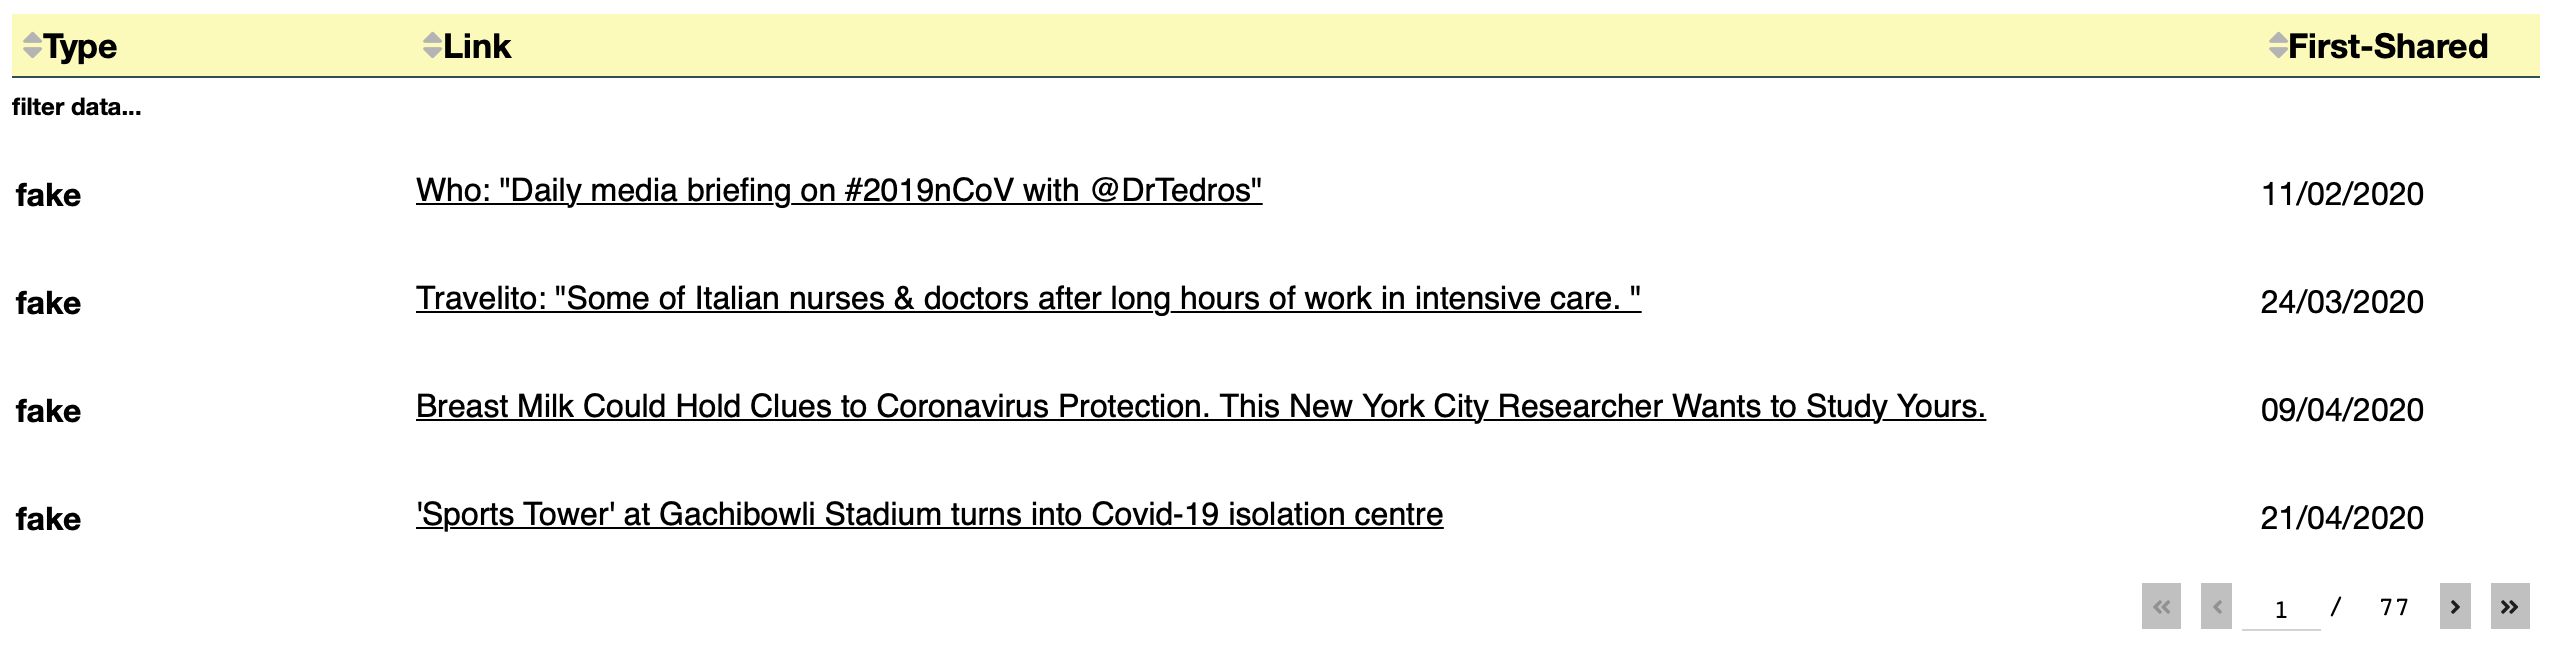 Type Link First-Shared
filter data...
fake Who: "Daily media briefing on #2019nCoV with @DrTedros" 11/02/2020
fake Travelito: "Some of Italian nurses & doctors after long hours of work in intensive care. " 24/03/2020
fake Breast Milk Could Hold Clues to Coronavirus Protection. This New York City Researcher Wants to Study Yours. 09/04/2020
fake 'Sports Tower' at Gachibowli Stadium turns into Covid-19 isolation centre 21/04/2020
« ‹ 1 / 77 › »